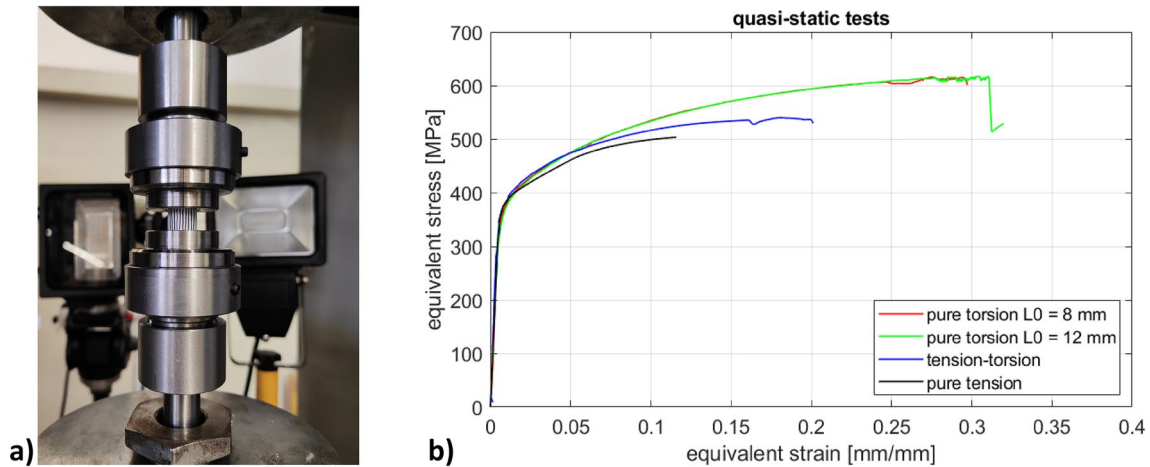 a)
b)
quasi-static tests
equivalent stress [MPa]
700
600
500
400
300
200
100
0
pure torsion L0 = 8 mm
pure torsion L0 = 12 mm
tension-torsion
pure tension
0 0.05 0.1 0.15 0.2 0.25 0.3 0.35 0.4
equivalent strain [mm/mm]